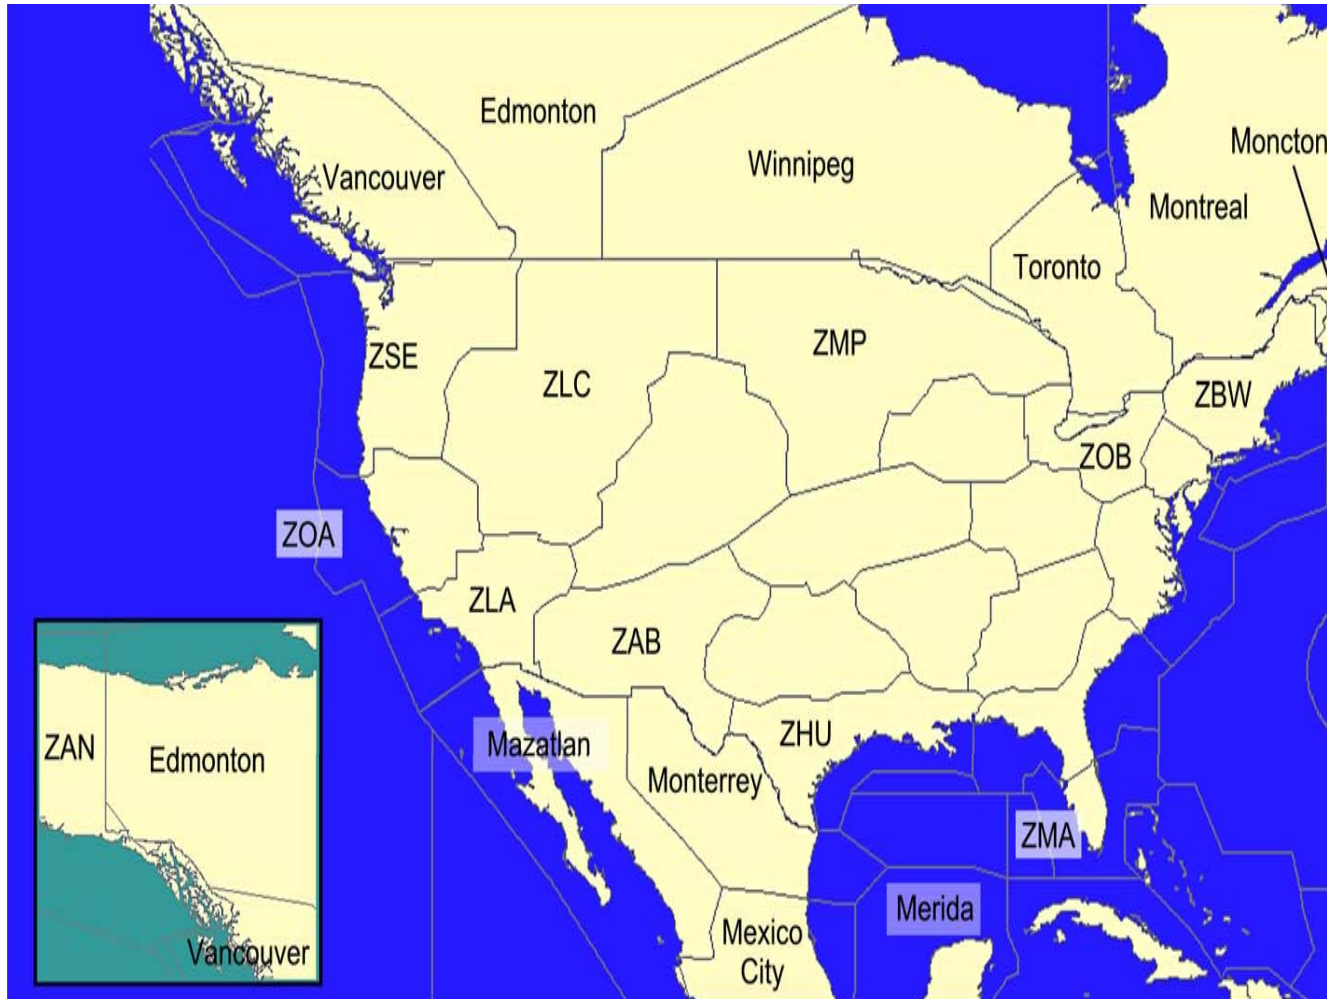 Edmonton
Moncton
Winnipeg
Vancouver
Montreal
Toronto
ZSE
ZMP
ZLC
ZBW
ZOB
ZOA
ZLA
ZAB
ZHU
Mazatlan
ZAN
Edmonton
Monterrey
ZMA
Merida
Mexico
City
Vancouver